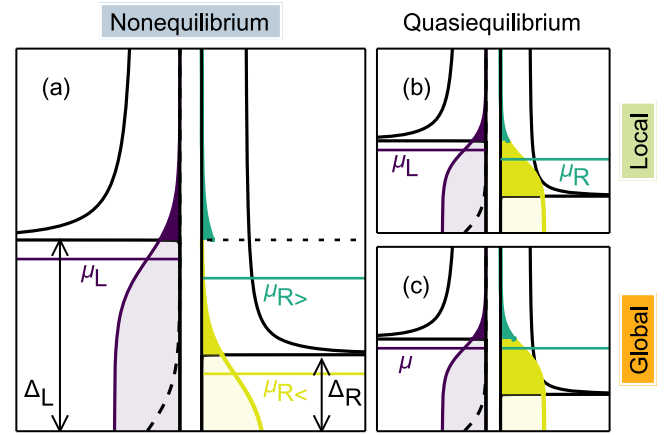 Nonequilibrium
Quasiequilibrium
(a)
μL
μR>
μR<
ΔL
ΔR
(b)
μL
μR
Local
(c)
μ
Global